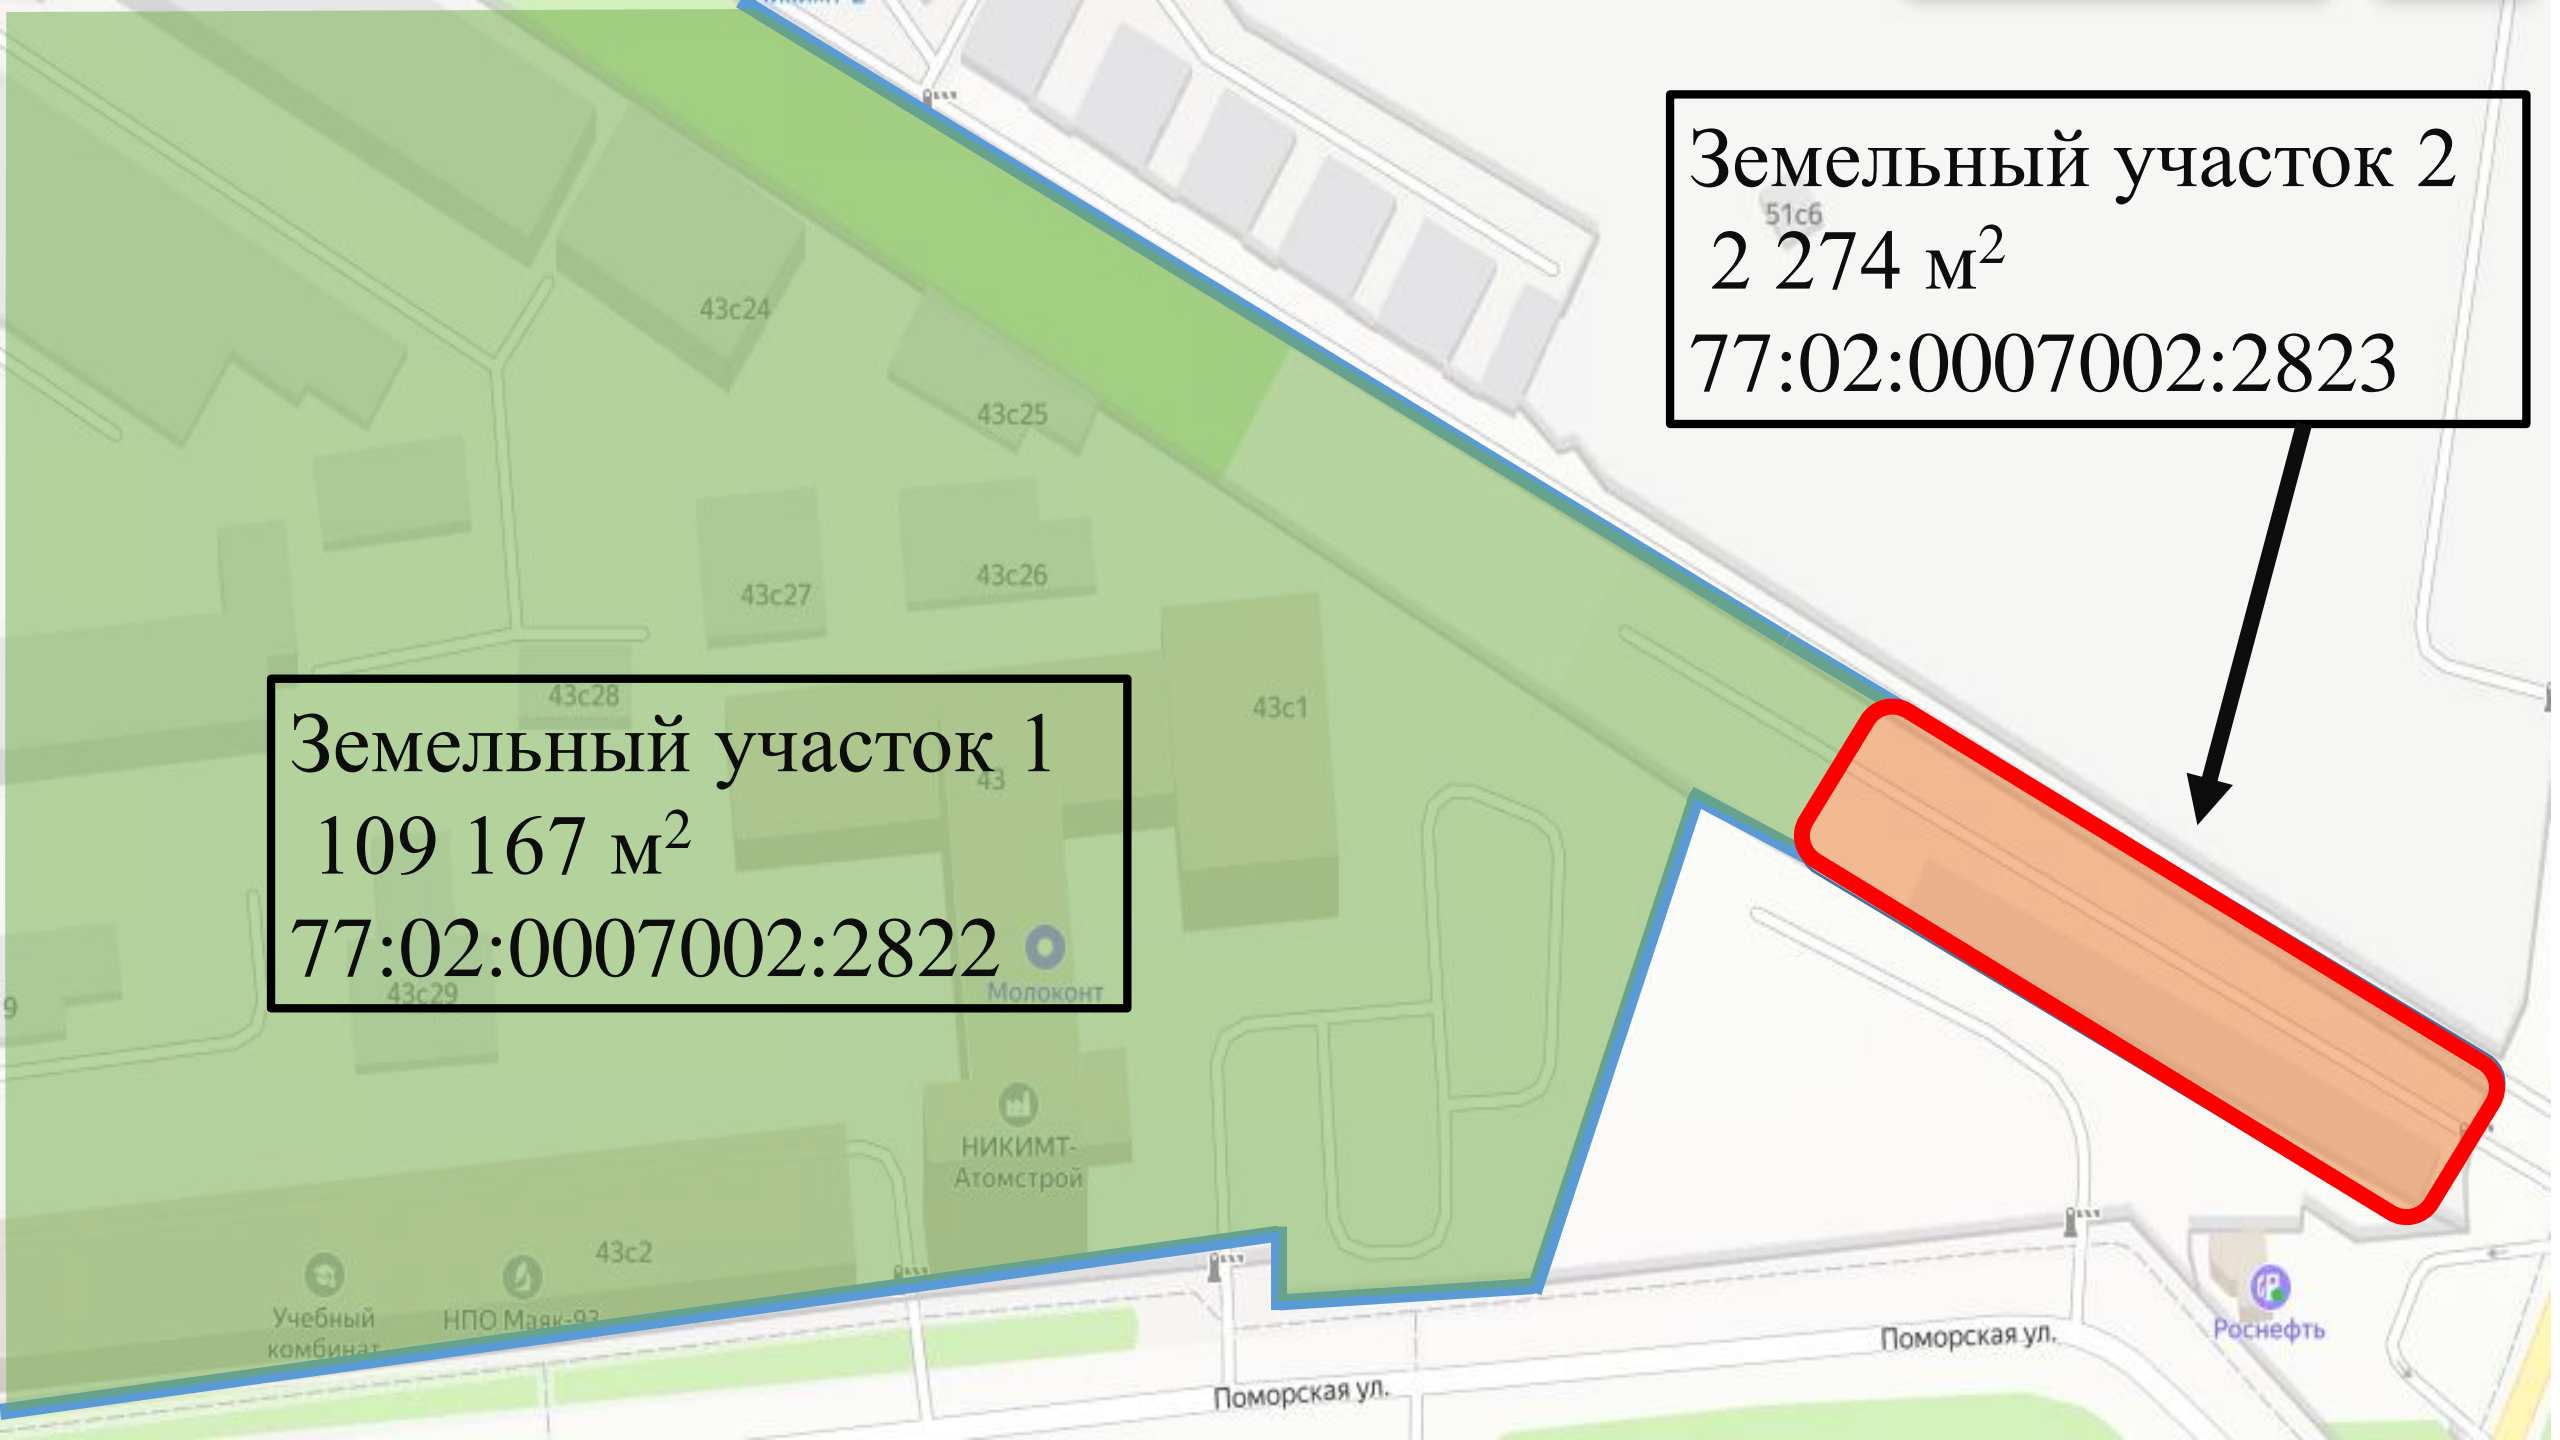 Земельный участок 2
51с6
2 274 м²
77:02:0007002:2823
43с24
43с25
43с26
43с27
43с28
43с1
Земельный участок 1
43
109 167 м²
77:02:0007002:2822
43с29
Молоконт
9
НИКИМТ-
Атомстрой
43с2
Учебный
комбинат
НПО Маяк-93
Роснефть
Поморская ул.
Поморская ул.